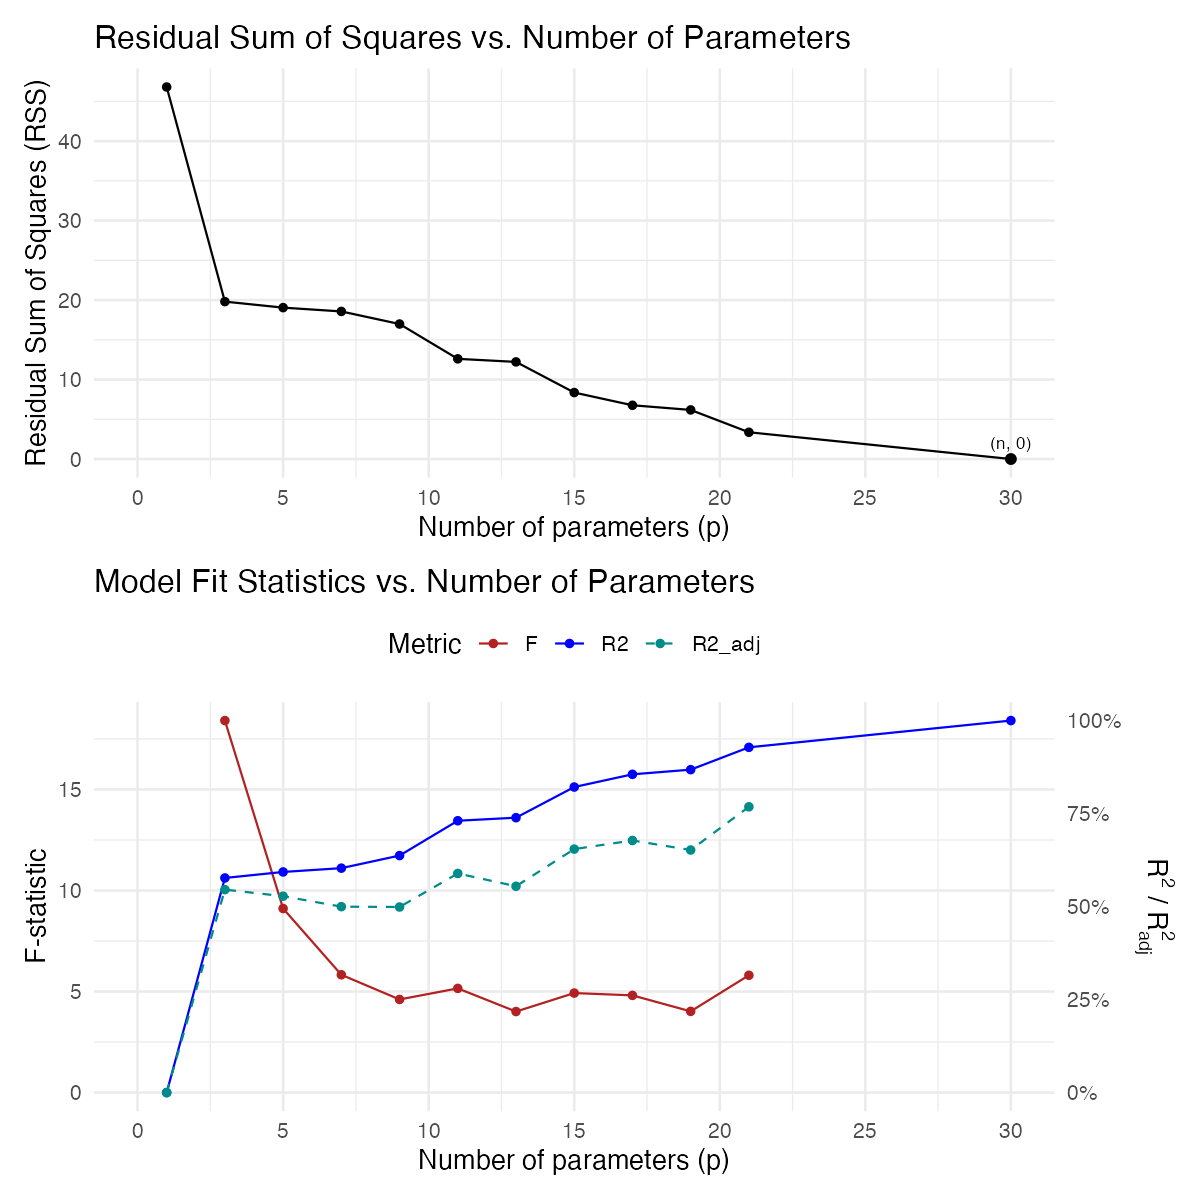 Residual Sum of Squares vs. Number of Parameters
Residual Sum of Squares (RSS)
40
30
20
10
0
(n, 0)
0 5 10 15 20 25 30
Number of parameters (p)
Model Fit Statistics vs. Number of Parameters
Metric F R2 R2_adj
F-statistic
15
10
5
0
100%
75%
50%
25%
0%
R² / R²adj
0 5 10 15 20 25 30
Number of parameters (p)